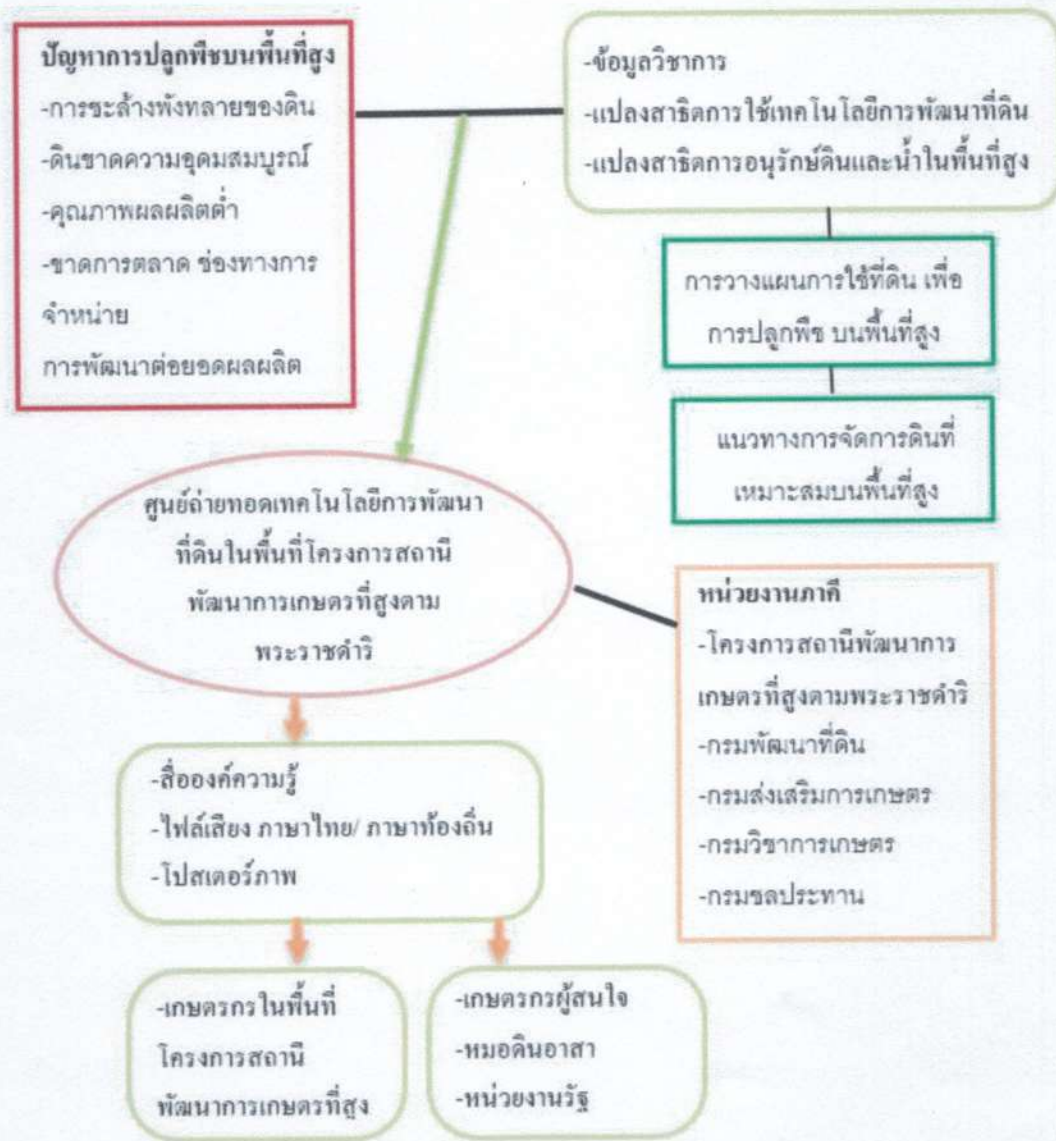 ปัญหาการปลูกพืชบนพื้นที่สูง
-การชะล้างพังทลายของดิน
-ดินขาดความอุดมสมบูรณ์
-คุณภาพผลผลิตต่ำ
-ขาดการตลาด ช่องทางการ
จำหน่าย
การพัฒนาต่อยอดผลผลิต
-ข้อมูลวิชาการ
-แปลงสาธิตการใช้เทคโนโลยีการพัฒนาที่ดิน
-แปลงสาธิตการอนุรักษ์ดินและน้ำในพื้นที่สูง
การวางแผนการใช้ที่ดิน เพื่อ
การปลูกพืช บนพื้นที่สูง
แนวทางการจัดการดินที่
เหมาะสมบนพื้นที่สูง
ศูนย์ถ่ายทอดเทคโนโลยีการพัฒนา
ที่ดินในพื้นที่โครงการสถานี
พัฒนาการเกษตรที่สูงตาม
พระราชดำริ
หน่วยงานภาคี
-โครงการสถานีพัฒนาการ
เกษตรที่สูงตามพระราชดำริ
-กรมพัฒนาที่ดิน
-กรมส่งเสริมการเกษตร
-กรมวิชาการเกษตร
-กรมชลประทาน
-สื่อองค์ความรู้
-ไฟล์เสียง ภาษาไทย/ ภาษาท้องถิ่น
-โปสเตอร์ภาพ
-เกษตรกรในพื้นที่
โครงการสถานี
พัฒนาการเกษตรที่สูง
-เกษตรกรผู้สนใจ
-หมอดินอาสา
-หน่วยงานรัฐ